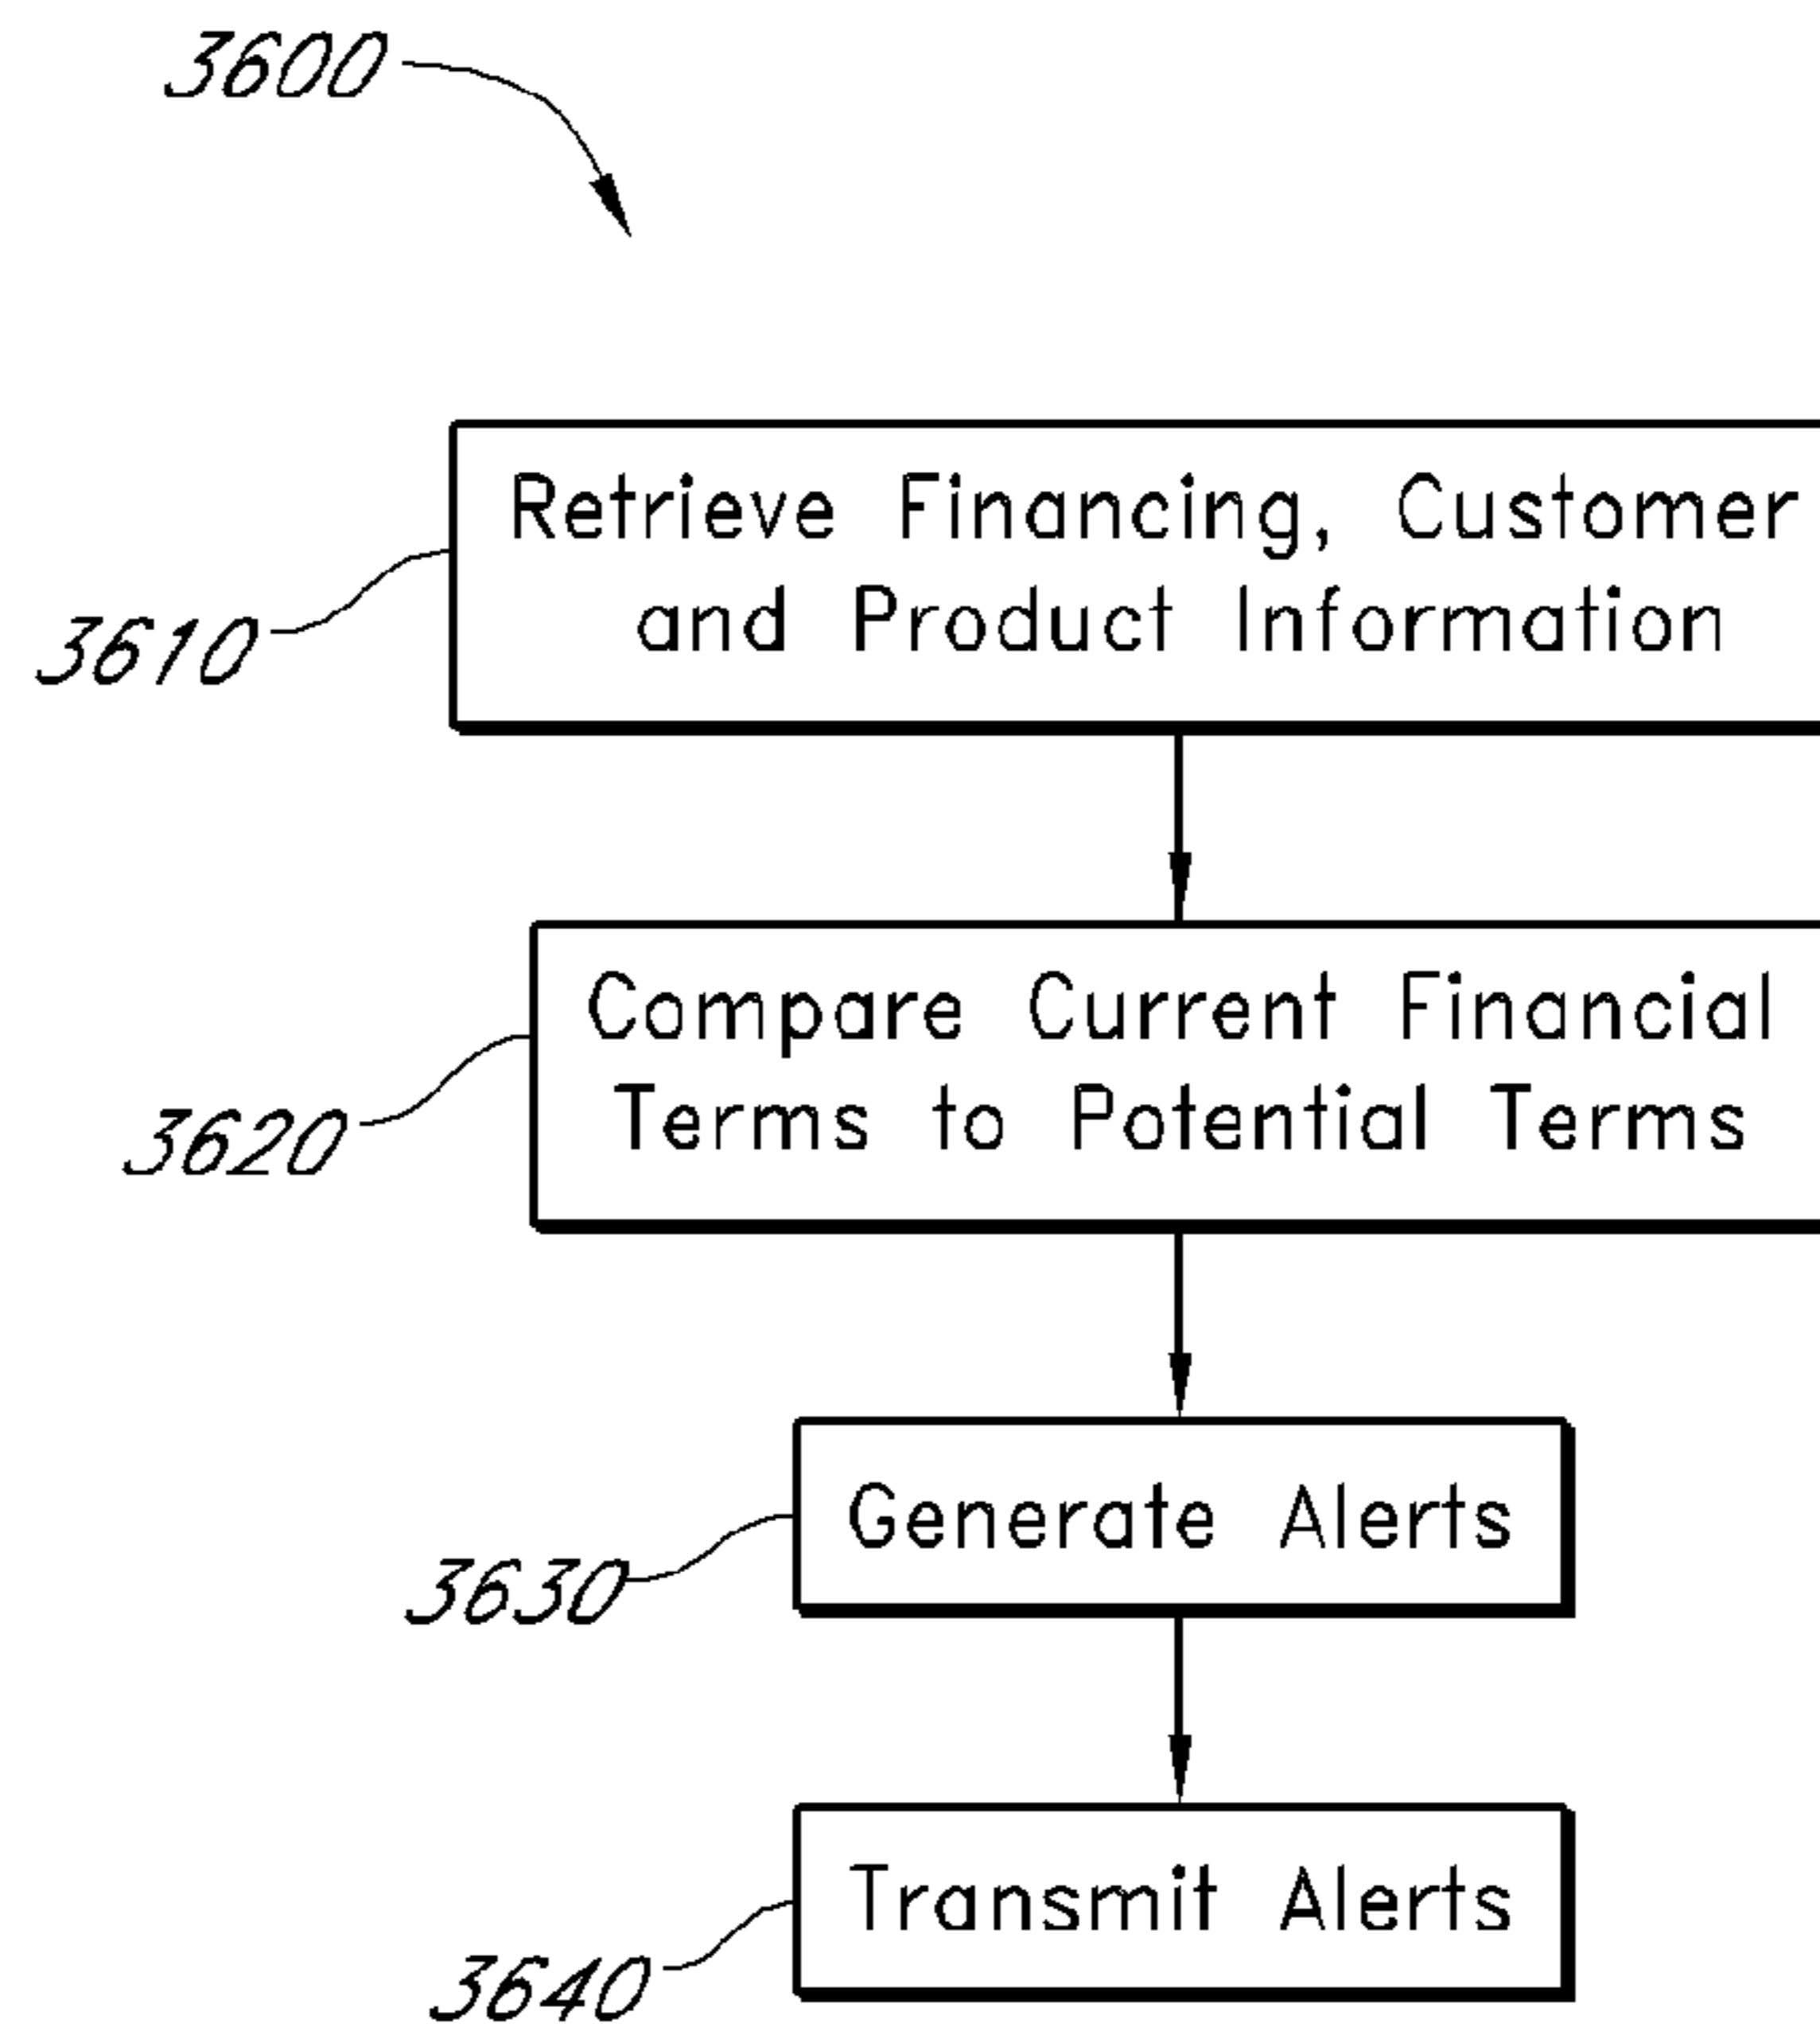 3600
Retrieve Financing, Customer
and Product Information
3610
Compare Current Financial
Terms to Potential Terms
3620
Generate Alerts
3630
Transmit Alerts
3640